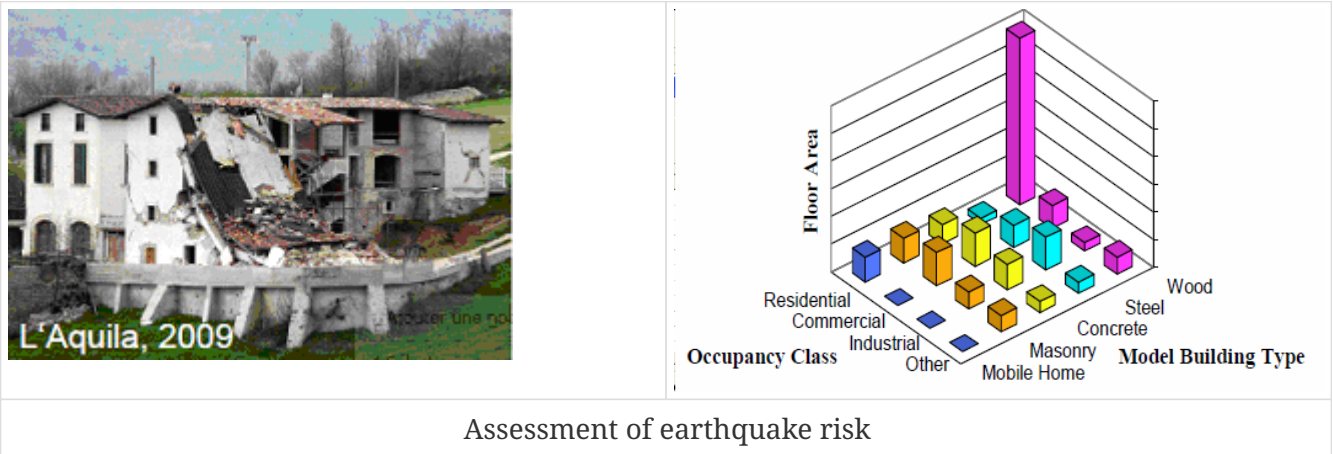 L'Aquila, 2009
Floor Area
Residential
Commercial
Industrial
Other
Occupancy Class
Mobile Home
Masonry
Concrete
Steel
Wood
Model Building Type
Assessment of earthquake risk